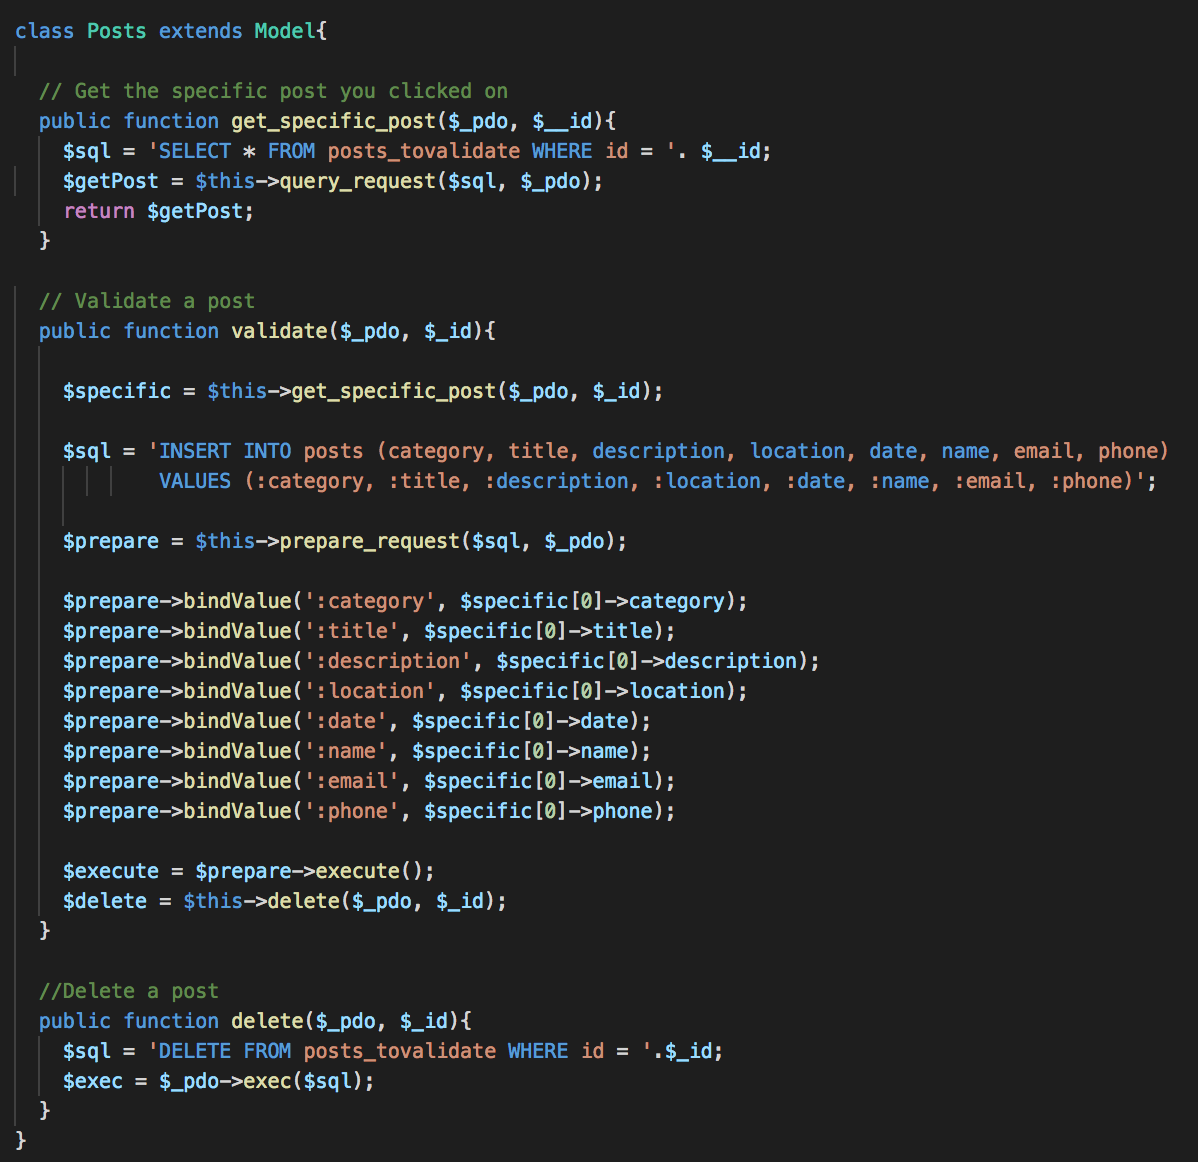 class Posts extends Model{
// Get the specific post you clicked on
public function get_specific_post($_pdo, $__id){
$sql = 'SELECT * FROM posts_tovalidate WHERE id = '. $__id;
$getPost = $this->query_request($sql, $_pdo);
return $getPost;
}
// Validate a post
public function validate($_pdo, $_id){
$specific = $this->get_specific_post($_pdo, $_id);
$sql = 'INSERT INTO posts (category, title, description, location, date, name, email, phone)
VALUES (:category, :title, :description, :location, :date, :name, :email, :phone)';
$prepare = $this->prepare_request($sql, $_pdo);
$prepare->bindValue(':category', $specific[0]->category);
$prepare->bindValue(':title', $specific[0]->title);
$prepare->bindValue(':description', $specific[0]->description);
$prepare->bindValue(':location', $specific[0]->location);
$prepare->bindValue(':date', $specific[0]->date);
$prepare->bindValue(':name', $specific[0]->name);
$prepare->bindValue(':email', $specific[0]->email);
$prepare->bindValue(':phone', $specific[0]->phone);
$execute = $prepare->execute();
$delete = $this->delete($_pdo, $_id);
}
//Delete a post
public function delete($_pdo, $_id){
$sql = 'DELETE FROM posts_tovalidate WHERE id = '.$_id;
$exec = $_pdo->exec($sql);
}
}